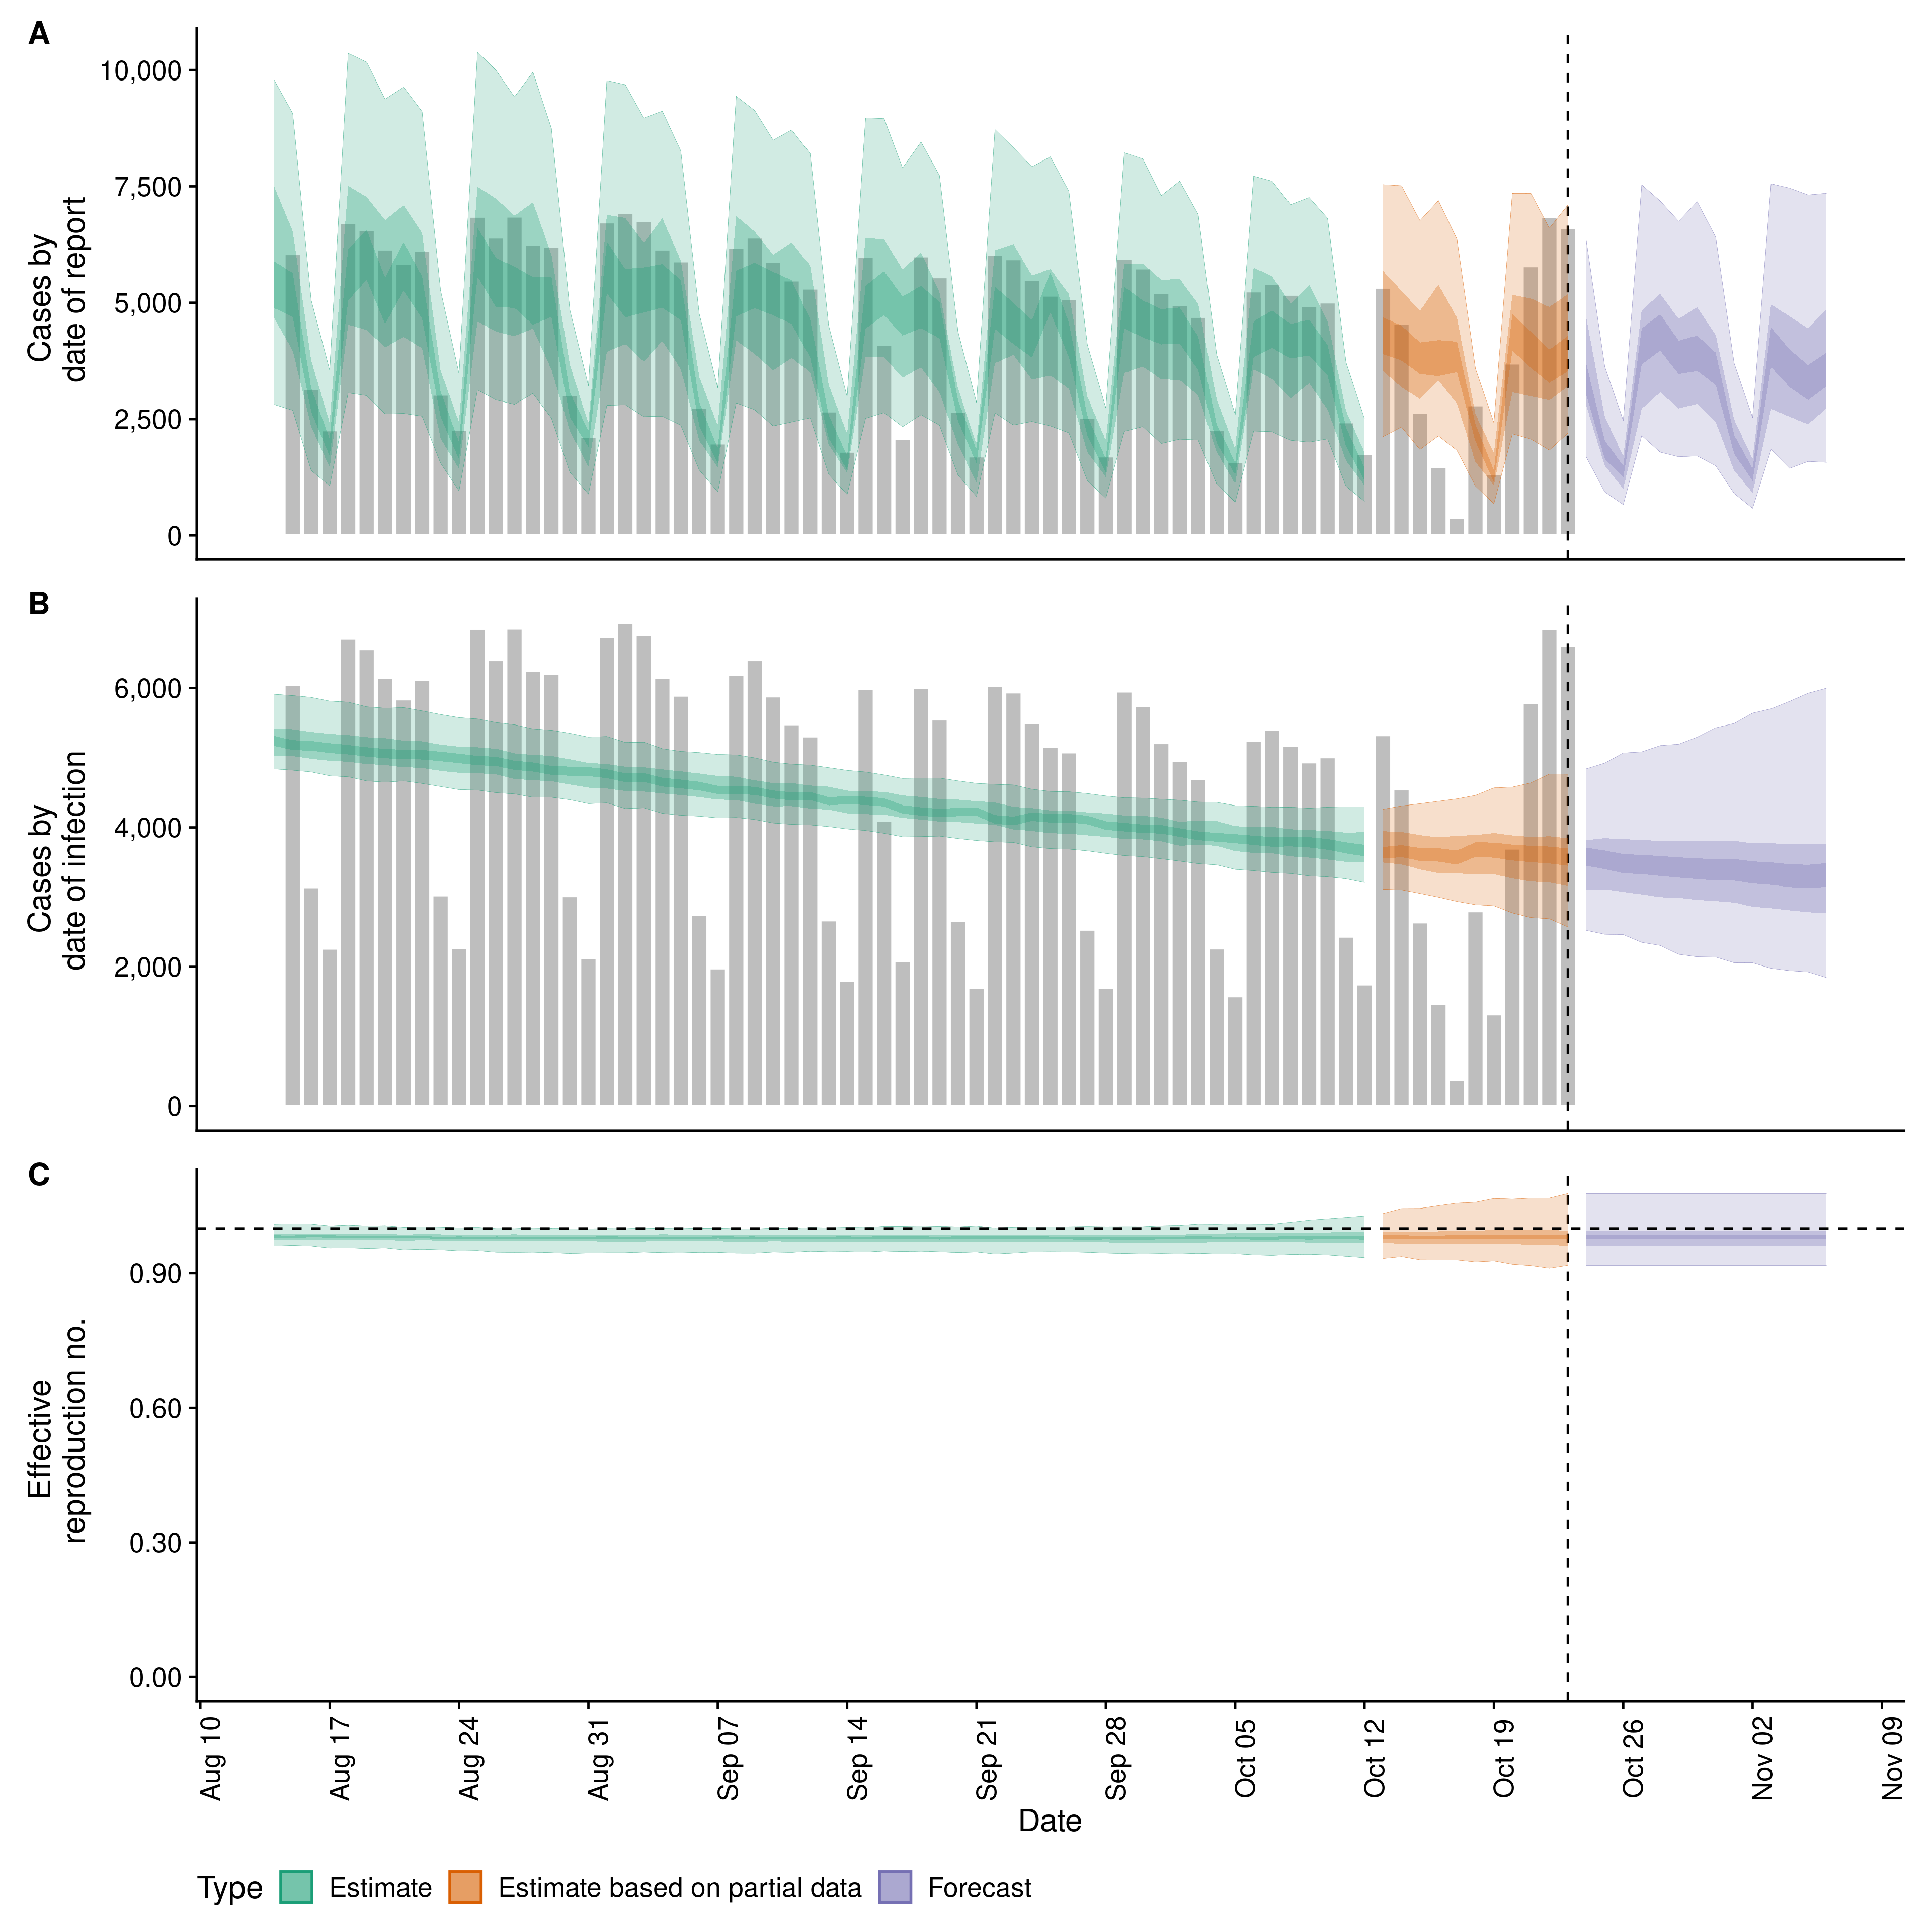 A
Cases by
date of report
10,000
7,500
5,000
2,500
0
B
Cases by
date of infection
6,000
4,000
2,000
0
C
Effective
reproduction no.
0.90
0.60
0.30
0.00
Aug 10
Aug 17
Aug 24
Aug 31
Sep 07
Sep 14
Sep 21
Sep 28
Oct 05
Oct 12
Oct 19
Oct 26
Nov 02
Nov 09
Date
Type Estimate Estimate based on partial data Forecast